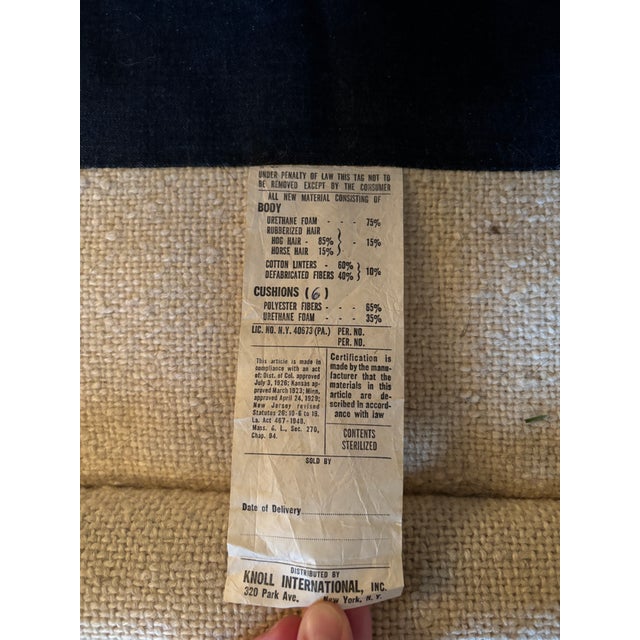 UNDER PENALTY OF LAW THIS TAG NOT TO
BE REMOVED EXCEPT BY THE CONSUMER
ALL NEW MATERIAL CONSISTING OF
BODY
URETHANE FOAM - - - 75%
RUBBERIZED HAIR
HOG HAIR - 85% } - 15%
HORSE HAIR 15%
COTTON LINTERS - 60% } 10%
DEFABRICATED FIBERS 40%
CUSHIONS (6)
POLYESTER FIBERS - - - 65%
URETHANE FOAM - - - 35%
LIC. NO. N.Y. 40673 (PA.) PER. NO.
PER. NO.
This article is made in
compliance with an act
of: Dist. of Col. approved
July 3, 1926; Kansas ap-
proved March 1923; Minn.
approved April 24, 1929;
New Jersey revised
Statutes 26: 10-6 to 18.
La. Act 467-1948.
Mass. G. L., Sec. 270,
Chap. 94.
Certification is
made by the manu-
facturer that the
materials in this
article are de-
scribed in accord-
ance with law
CONTENTS
STERILIZED
SOLD BY
Date of Delivery
DISTRIBUTED BY
KNOLL INTERNATIONAL, INC.
320 Park Ave. New York, N.Y.